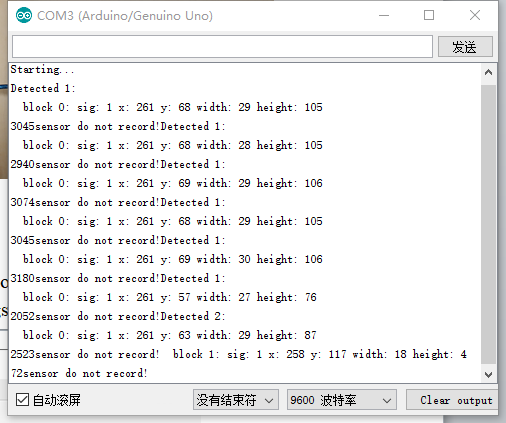 COM3 (Arduino/Genuino Uno)
发送
Starting...
Detected 1:
block 0: sig: 1 x: 261 y: 68 width: 29 height: 105
3045sensor do not record!Detected 1:
block 0: sig: 1 x: 261 y: 68 width: 28 height: 105
2940sensor do not record!Detected 1:
block 0: sig: 1 x: 261 y: 69 width: 29 height: 106
3074sensor do not record!Detected 1:
block 0: sig: 1 x: 261 y: 68 width: 29 height: 105
3045sensor do not record!Detected 1:
block 0: sig: 1 x: 261 y: 69 width: 30 height: 106
3180sensor do not record!Detected 1:
block 0: sig: 1 x: 261 y: 57 width: 27 height: 76
2052sensor do not record!Detected 2:
block 0: sig: 1 x: 261 y: 63 width: 29 height: 87
2523sensor do not record!  block 1: sig: 1 x: 258 y: 117 width: 18 height: 4
72sensor do not record!
自动滚屏 没有结束符 9600 波特率 Clear output